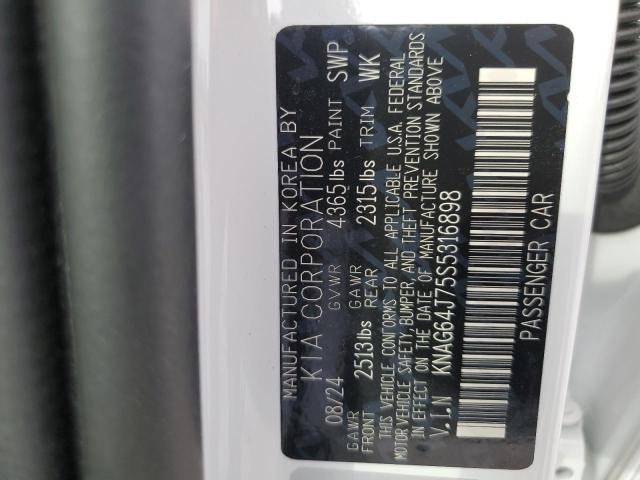 MANUFACTURED IN KOREA BY
KIA CORPORATION
08/24 GVWR 4365lbs PAINT SWP
GAWR FRONT 2513lbs GAWR REAR 2315lbs TRIM WK
THIS VEHICLE CONFORMS TO ALL APPLICABLE U.S.A. FEDERAL
MOTOR VEHICLE SAFETY, BUMPER, AND THEFT PREVENTION STANDARDS
IN EFFECT ON THE DATE OF MANUFACTURE SHOWN ABOVE
V.I.N KNAG64J75S5316898
PASSENGER CAR